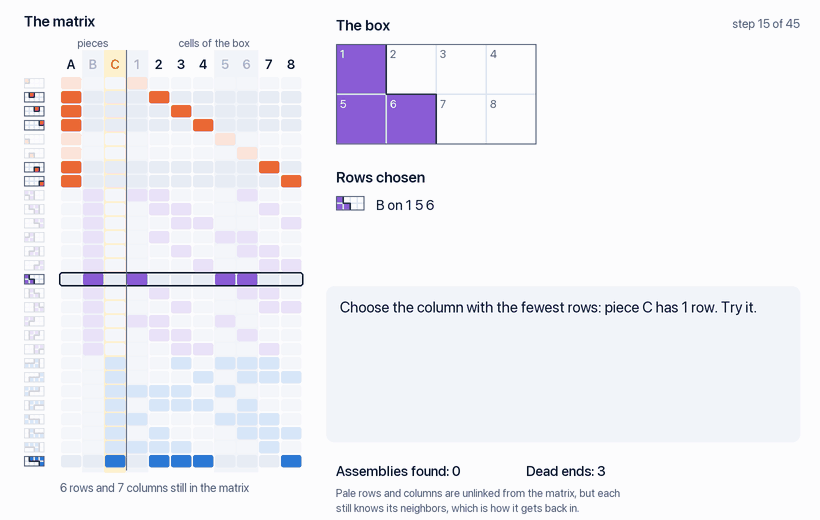 The matrix
pieces
cells of the box
A B C 1 2 3 4 5 6 7 8
6 rows and 7 columns still in the matrix
The box
step 15 of 45
1 2 3 4
5 6 7 8
Rows chosen
B on 1 5 6
Choose the column with the fewest rows: piece C has 1 row. Try it.
Assemblies found: 0
Dead ends: 3
Pale rows and columns are unlinked from the matrix, but each
still knows its neighbors, which is how it gets back in.